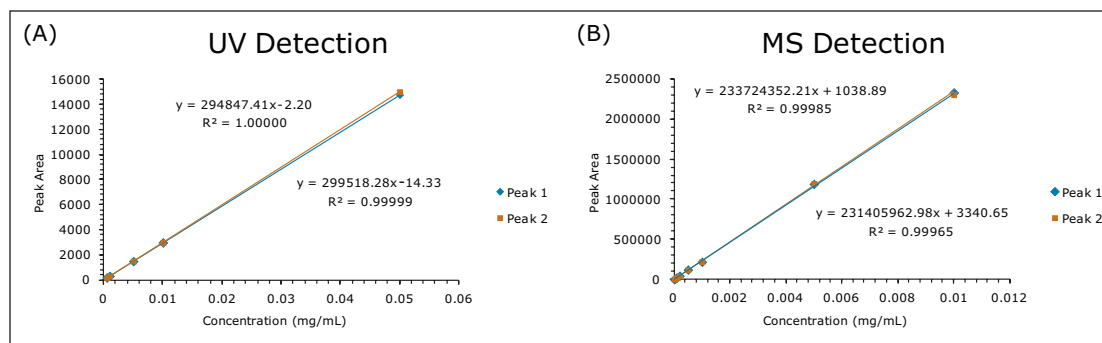 (A)
UV Detection
16000
14000
12000
10000
8000
6000
4000
2000
0
Peak Area
y = 294847.41x-2.20
R² = 1.00000
y = 299518.28x-14.33
R² = 0.99999
Peak 1
Peak 2
0 0.01 0.02 0.03 0.04 0.05 0.06
Concentration (mg/mL)
(B)
MS Detection
2500000
2000000
1500000
1000000
500000
0
Peak Area
y = 233724352.21x + 1038.89
R² = 0.99985
y = 231405962.98x + 3340.65
R² = 0.99965
Peak 1
Peak 2
0 0.002 0.004 0.006 0.008 0.01 0.012
Concentration (mg/mL)